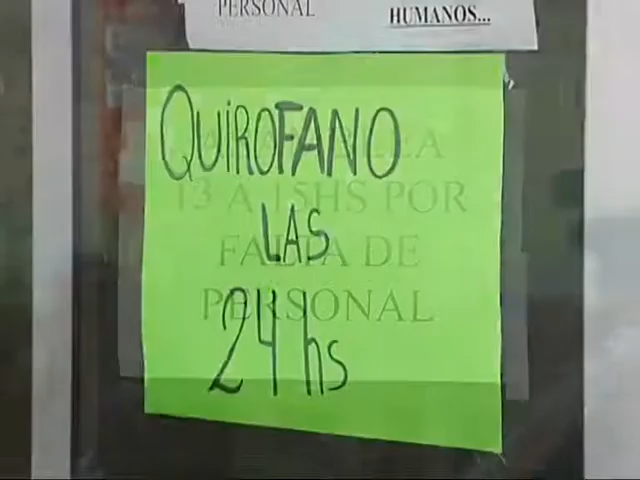 PERSONAL
HUMANOS...
QUIROFANO
LAS
24 hs
13 A 15HS POR
FALTA DE
PERSONAL